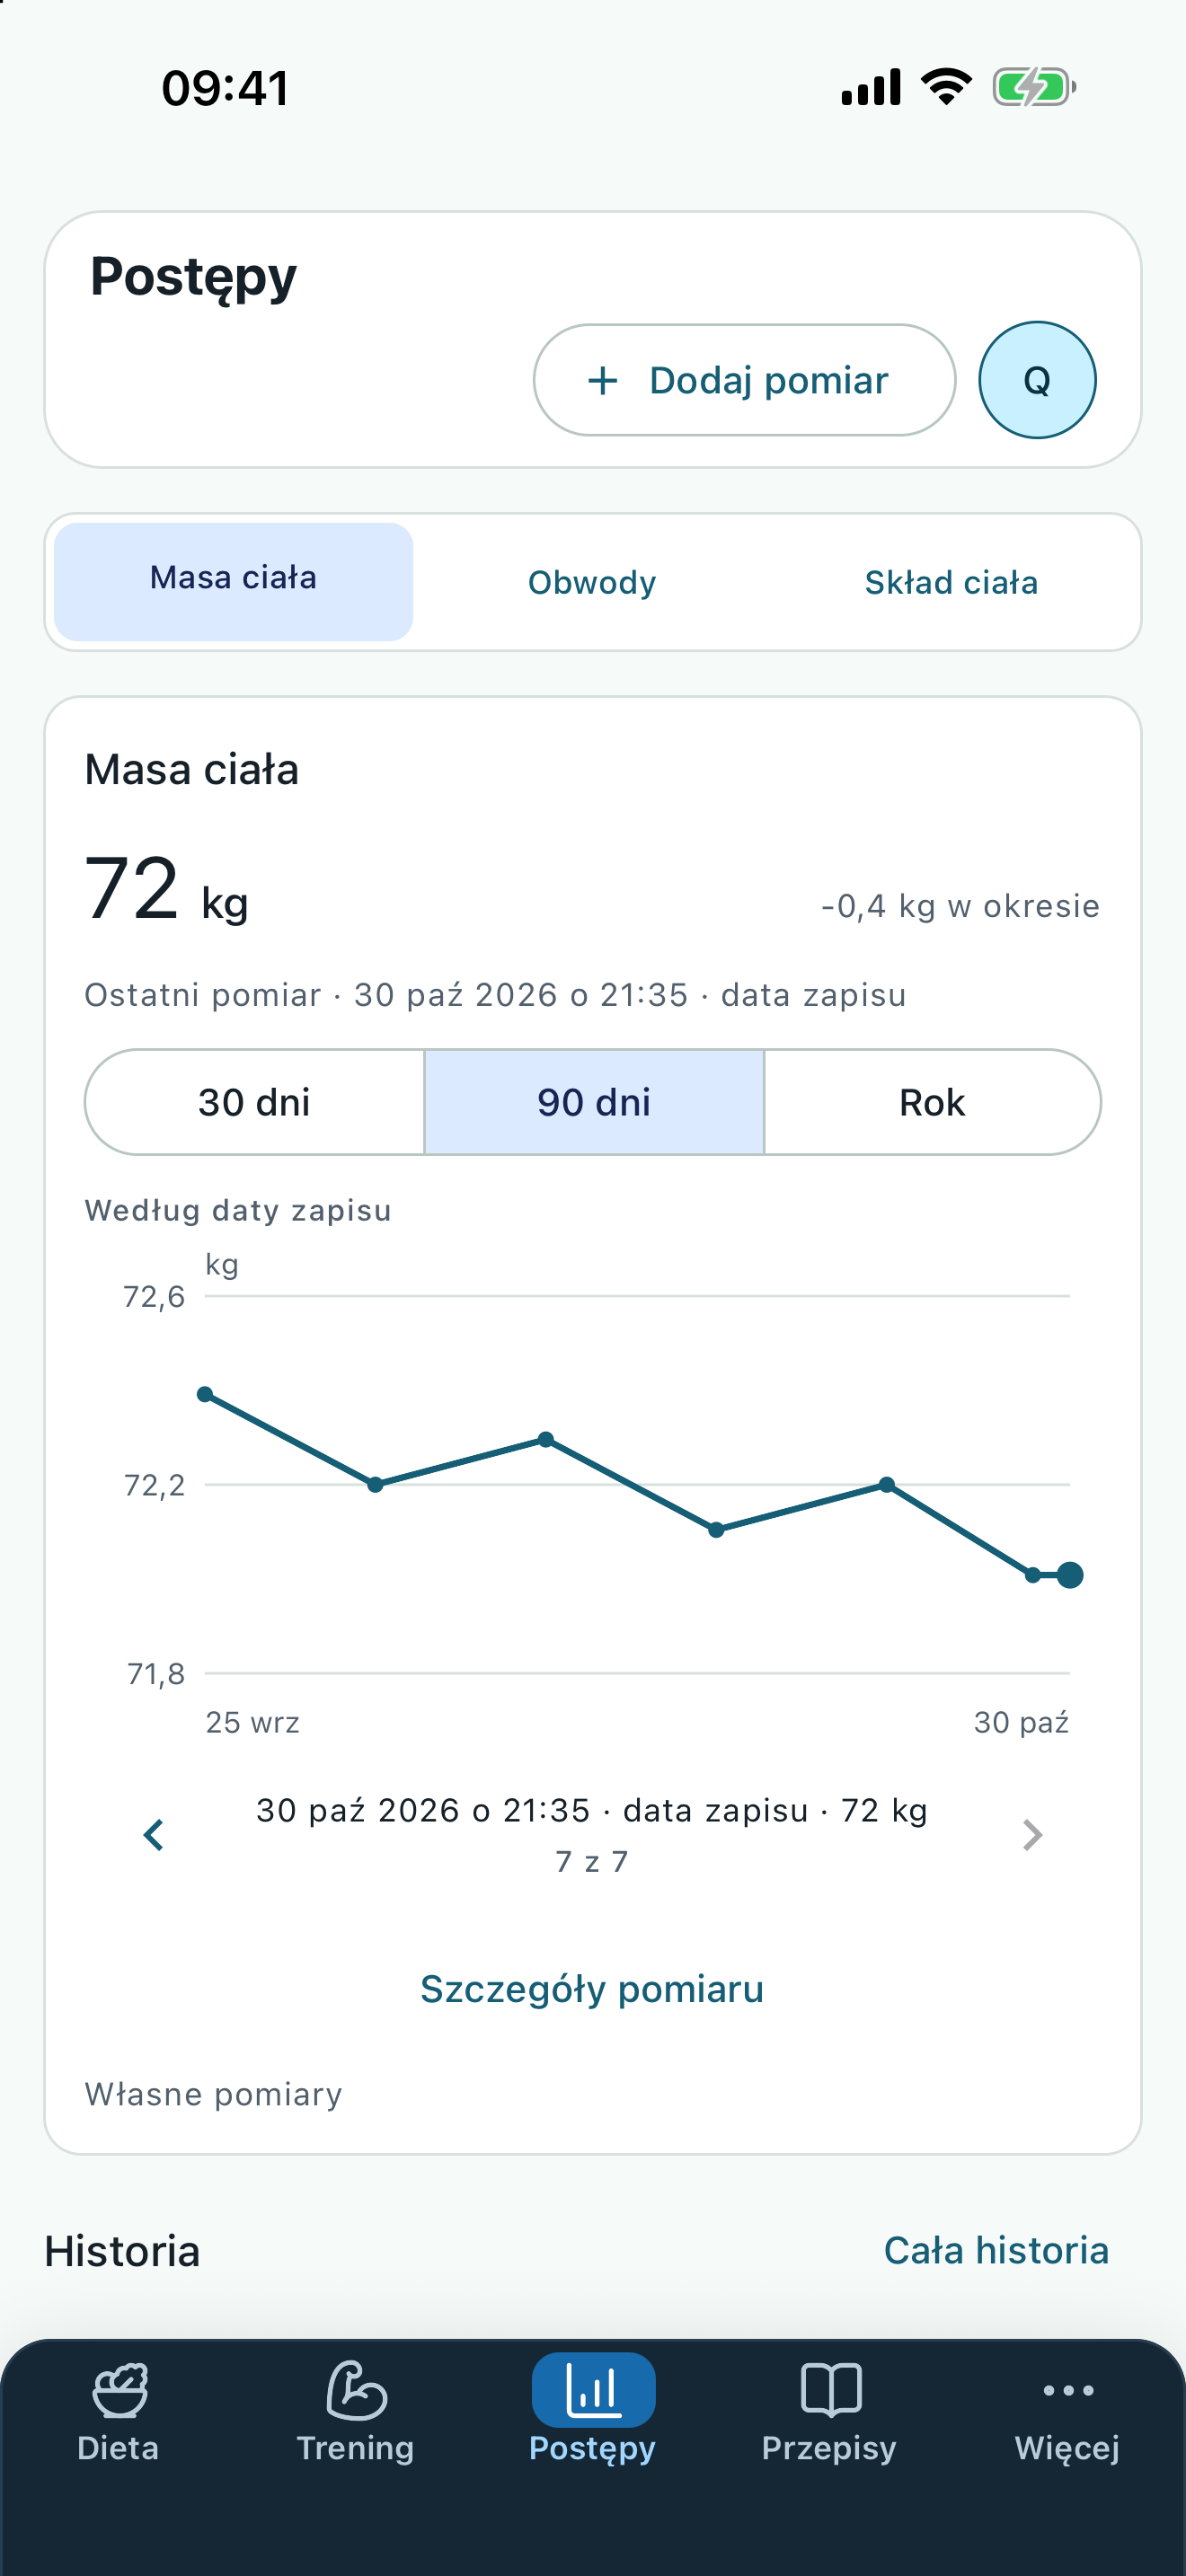 09:41
Postępy
+ Dodaj pomiar
Q
Masa ciała
Obwody
Skład ciała
Masa ciała
72 kg
-0,4 kg w okresie
Ostatni pomiar · 30 paź 2026 o 21:35 · data zapisu
30 dni
90 dni
Rok
Według daty zapisu
kg
72,6
72,2
71,8
25 wrz
30 paź
30 paź 2026 o 21:35 · data zapisu · 72 kg
7 z 7
Szczegóły pomiaru
Własne pomiary
Historia
Cała historia
Dieta
Trening
Postępy
Przepisy
Więcej